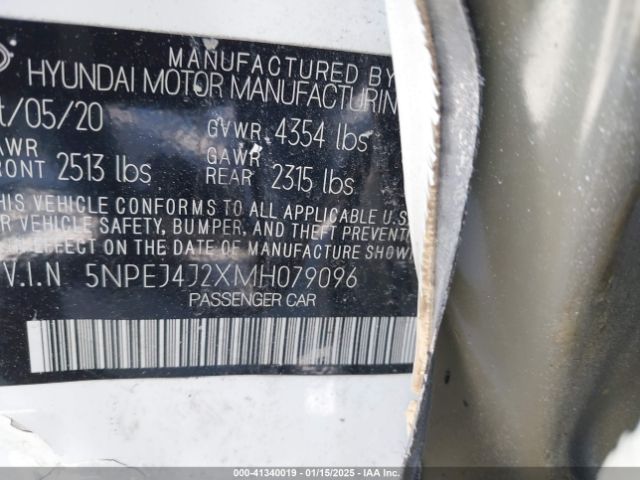 MANUFACTURED BY
HYUNDAI MOTOR MANUFACTURIN
/05/20
GVWR 4354 lbs
AWR
RONT 2513 lbs
GAWR
REAR 2315 lbs
HIS VEHICLE CONFORMS TO ALL APPLICABLE U.S
R VEHICLE SAFETY, BUMPER, AND THEFT PREVENTI
N EFFECT ON THE DATE OF MANUFACTURE SHOWN
V.I.N 5NPEJ4J2XMH079096
PASSENGER CAR
000-41340019 - 01/15/2025 - IAA Inc.